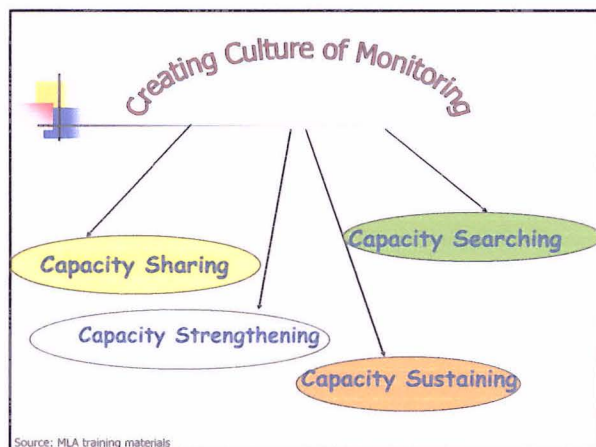 Creating Culture of Monitoring
Capacity Searching
Capacity Sharing
Capacity Strengthening
Capacity Sustaining
Source: MLA training materials